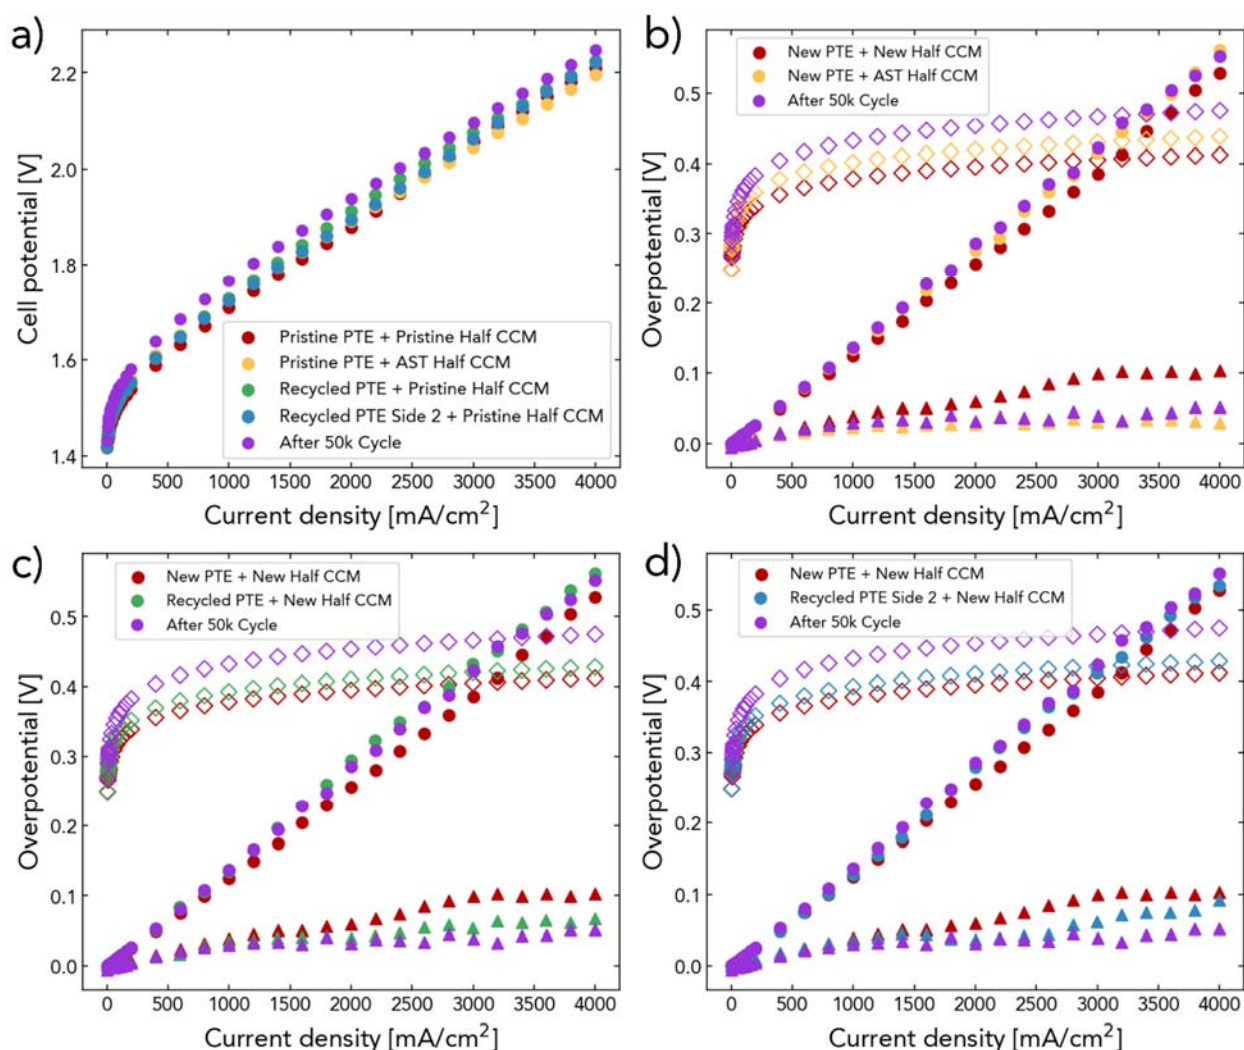 a)
2.2
2.0
1.8
1.6
1.4
Cell potential [V]
Pristine PTE + Pristine Half CCM
Pristine PTE + AST Half CCM
Recycled PTE + Pristine Half CCM
Recycled PTE Side 2 + Pristine Half CCM
After 50k Cycle
0 500 1000 1500 2000 2500 3000 3500 4000
Current density [mA/cm²]
b)
New PTE + New Half CCM
New PTE + AST Half CCM
After 50k Cycle
0.5
0.4
0.3
0.2
0.1
0.0
Overpotential [V]
0 500 1000 1500 2000 2500 3000 3500 4000
Current density [mA/cm²]
c)
New PTE + New Half CCM
Recycled PTE + New Half CCM
After 50k Cycle
0.5
0.4
0.3
0.2
0.1
0.0
Overpotential [V]
0 500 1000 1500 2000 2500 3000 3500 4000
Current density [mA/cm²]
d)
New PTE + New Half CCM
Recycled PTE Side 2 + New Half CCM
After 50k Cycle
0.5
0.4
0.3
0.2
0.1
0.0
Overpotential [V]
0 500 1000 1500 2000 2500 3000 3500 4000
Current density [mA/cm²]